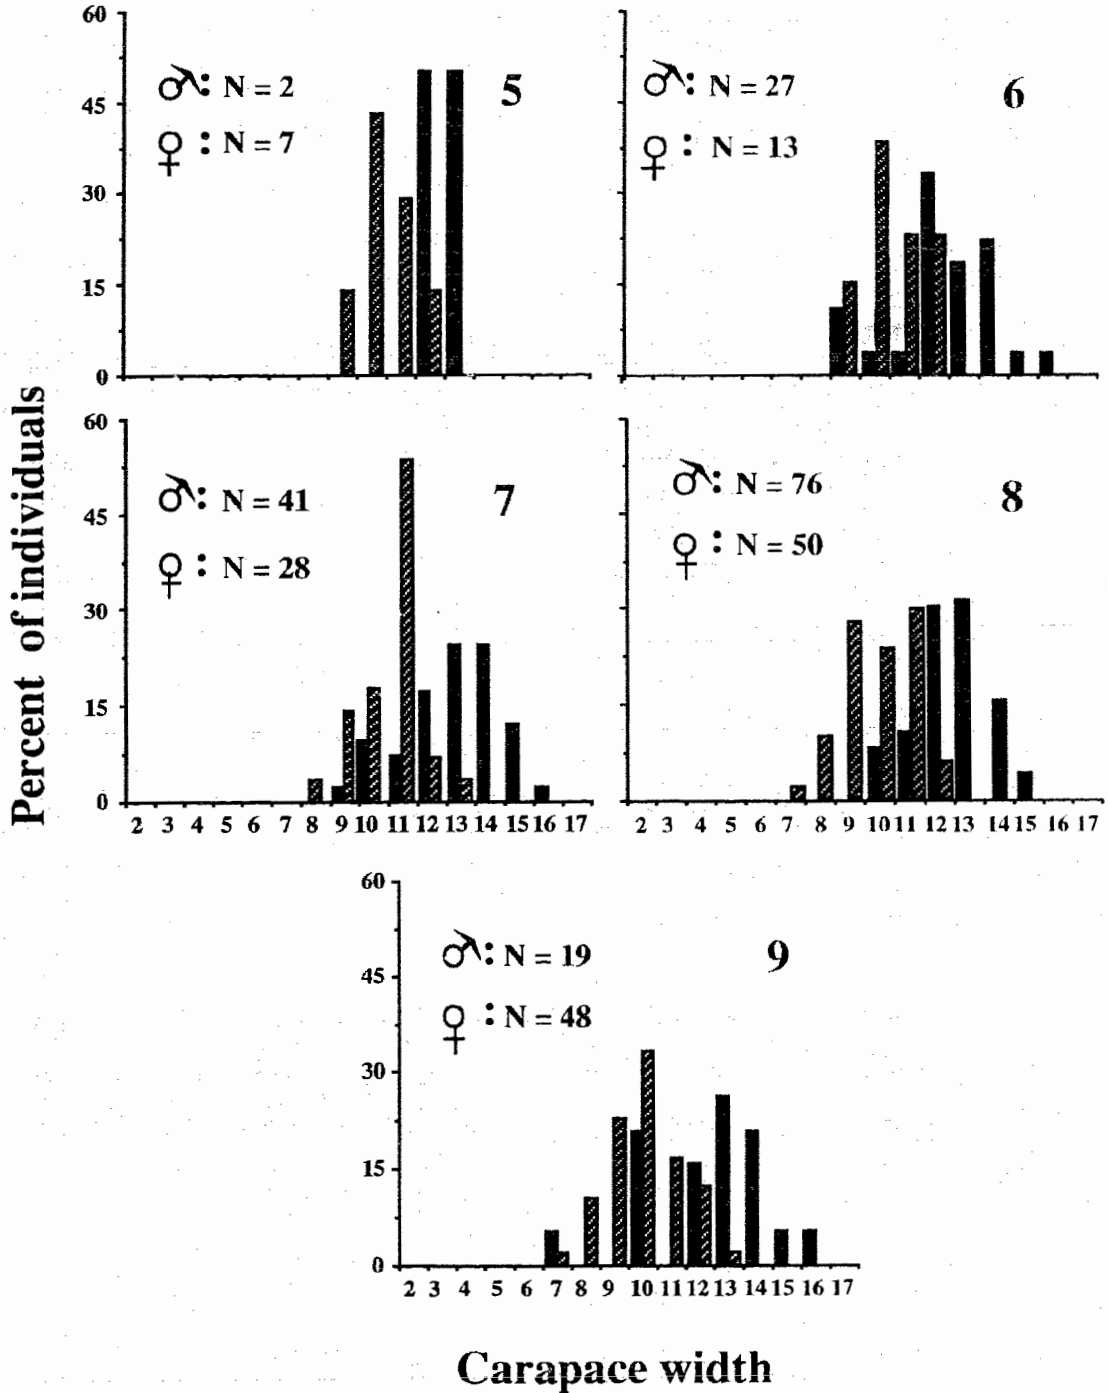 Percent of individuals
60
45
30
15
0
♂: N = 2
♀: N = 7
5
♂: N = 27
♀: N = 13
6
60
45
30
15
0
♂: N = 41
♀: N = 28
7
2 3 4 5 6 7 8 9 10 11 12 13 14 15 16 17
♂: N = 76
♀: N = 50
8
2 3 4 5 6 7 8 9 10 11 12 13 14 15 16 17
60
45
30
15
0
♂: N = 19
♀: N = 48
9
2 3 4 5 6 7 8 9 10 11 12 13 14 15 16 17
Carapace width